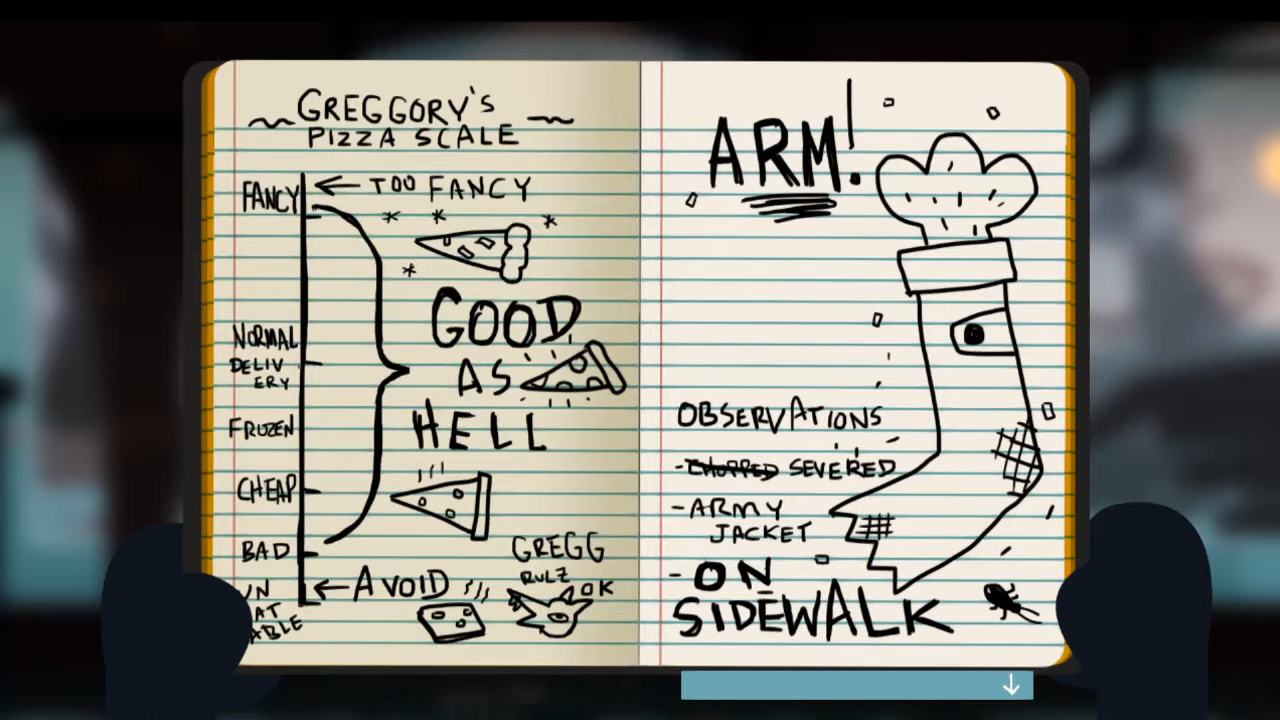 GREGGORY'S
PIZZA SCALE
FANCY
← TOO FANCY
GOOD
AS
HELL
NORMAL
DELIV
ERY
FROZEN
CHEAP
BAD
← AVOID
GREGG
RULZ
OK
ABLE
ARM!
OBSERVATIONS
- CHOPPED SEVERED
- ARMY
JACKET
- ON
SIDEWALK